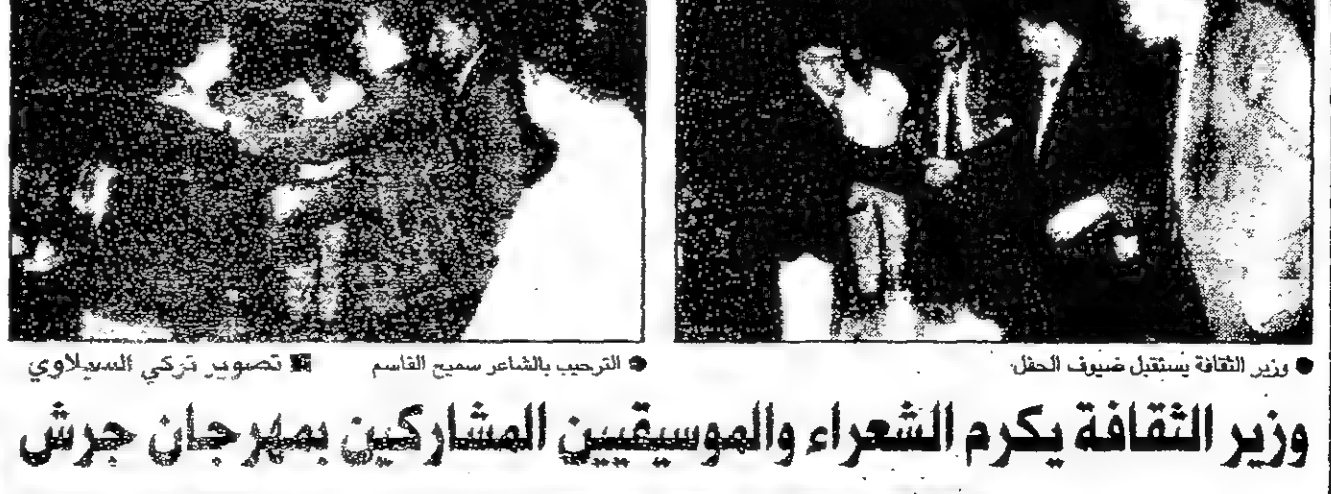 ● وزير الثقافة يستقبل ضيوف الحفل.
● الترحيب بالشاعر سميح القاسم
■ تصوير تركي السيلاوي
وزير الثقافة يكرم الشعراء والموسيقيين المشاركين بمهرجان جرش